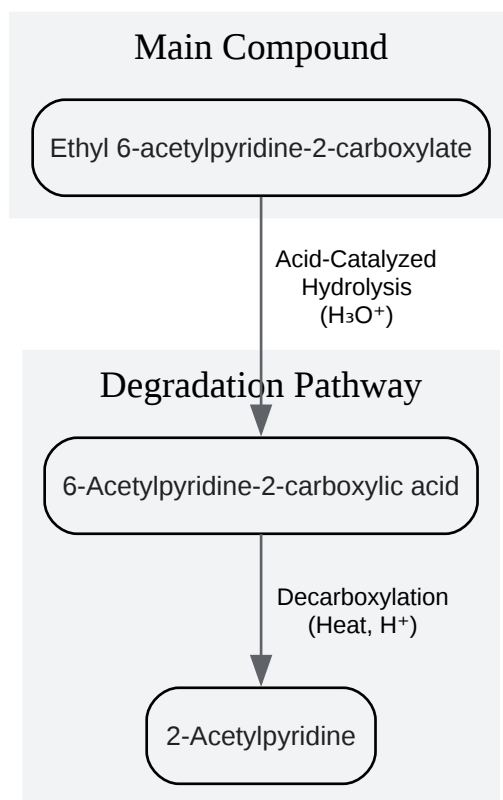 Main Compound
Ethyl 6-acetylpyridine-2-carboxylate
Acid-Catalyzed
Hydrolysis
(H₃O⁺)
Degradation Pathway
6-Acetylpyridine-2-carboxylic acid
Decarboxylation
(Heat, H⁺)
2-Acetylpyridine